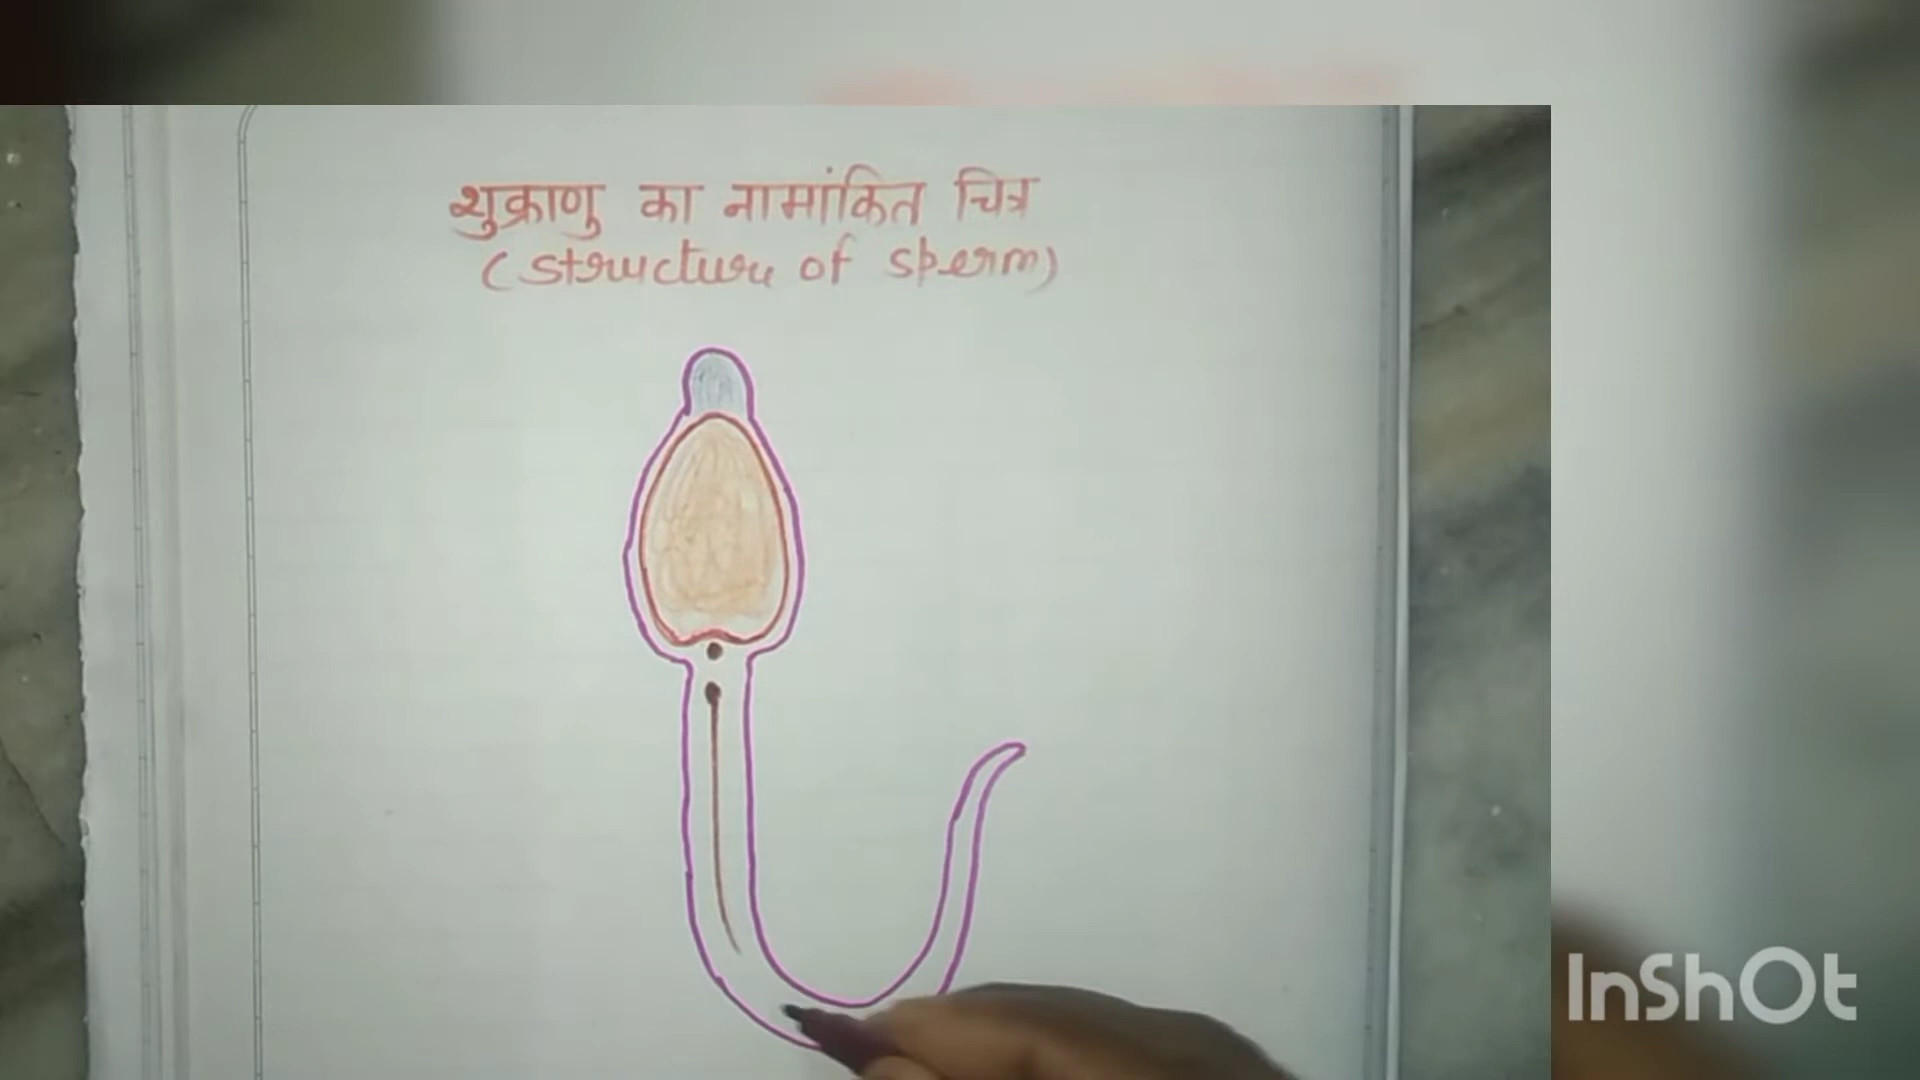 शुक्राणु का नामांकित चित्र
(structure of sperm)
InShOt